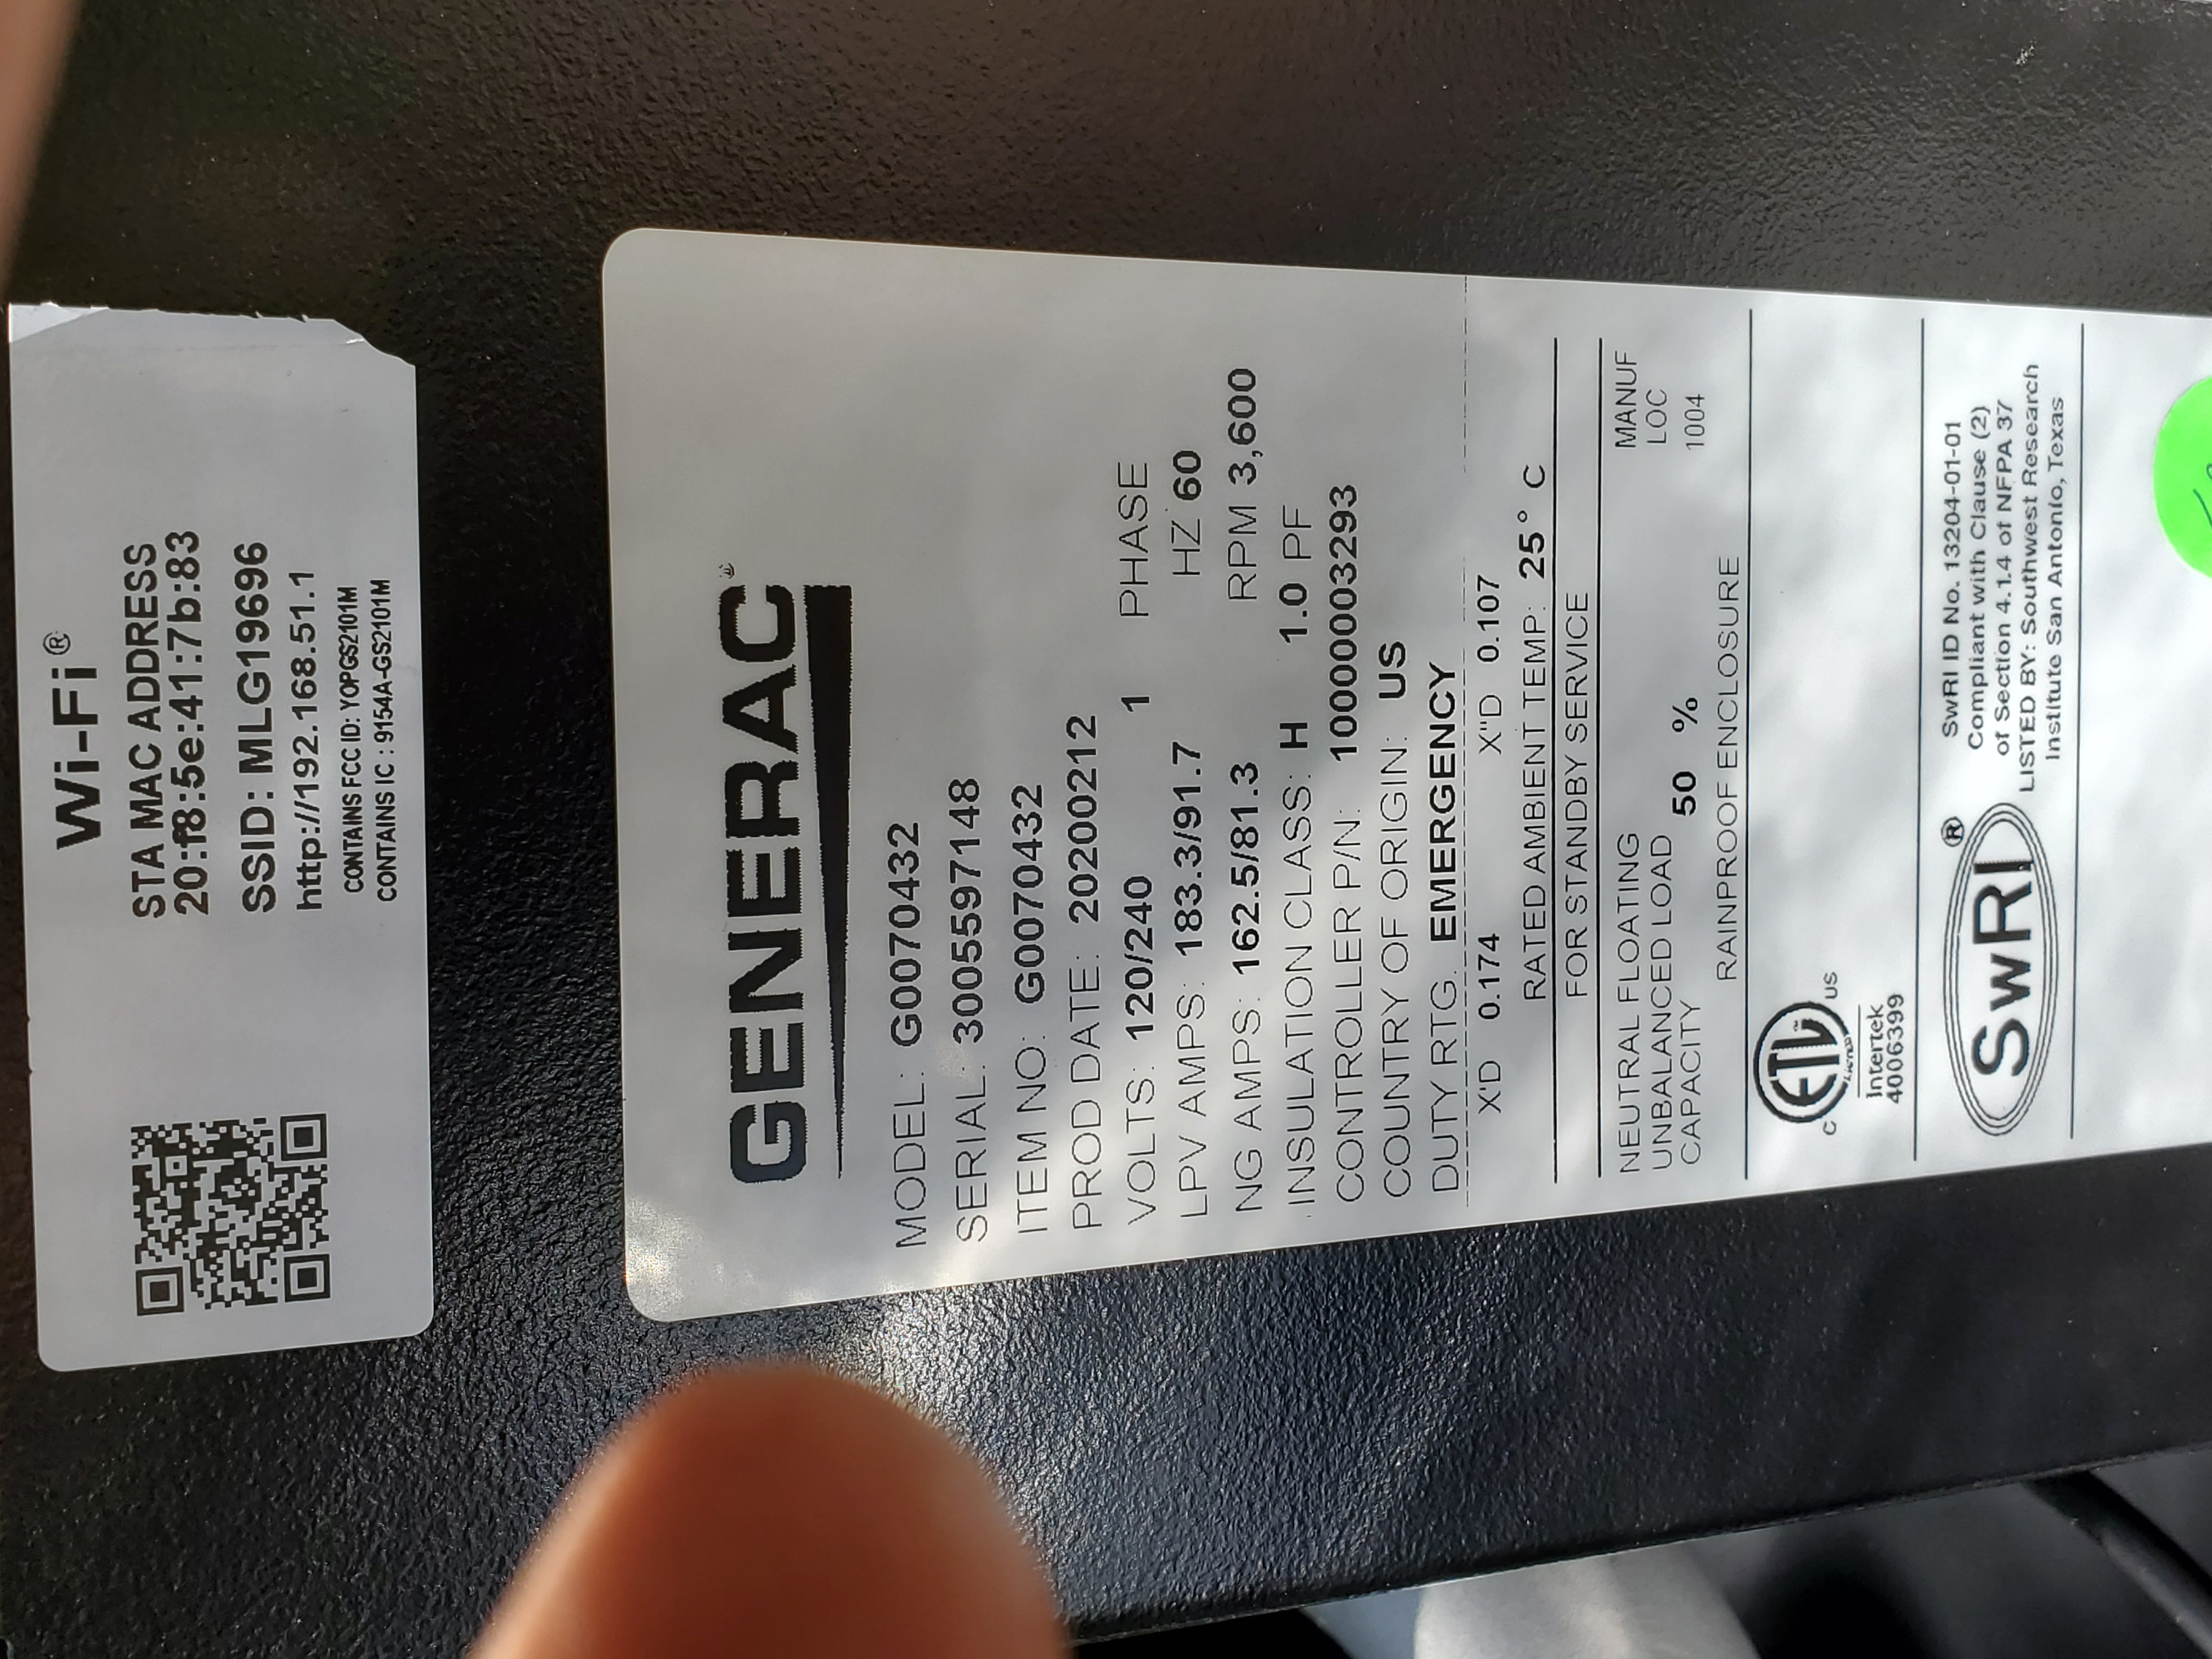 Wi-Fi®
STA MAC ADDRESS
20:f8:5e:41:7b:83
SSID: MLG19696
http://192.168.51.1
CONTAINS FCC ID: YOPGS2101M
CONTAINS IC : 9154A-GS2101M
GENERAC®
MODEL: G0070432
SERIAL: 3005597148
ITEM NO: G0070432
PROD DATE: 20200212
VOLTS: 120/240 1 PHASE
LPV AMPS: 183.3/91.7 HZ 60
NG AMPS: 162.5/81.3 RPM 3,600
INSULATION CLASS: H 1.0 PF
CONTROLLER P/N: 10000003293
COUNTRY OF ORIGIN: US
DUTY RTG. EMERGENCY
X'D 0.174 X"D 0.107
RATED AMBIENT TEMP: 25° C
FOR STANDBY SERVICE
NEUTRAL FLOATING
UNBALANCED LOAD
CAPACITY 50 %
MANUF
LOC
1004
RAINPROOF ENCLOSURE
ETL
LISTED
C US
Intertek
4006399
SwRI®
SwRI ID No. 13204-01-01
Compliant with Clause (2)
of Section 4.1.4 of NFPA 37
LISTED BY: Southwest Research
Institute San Antonio, Texas